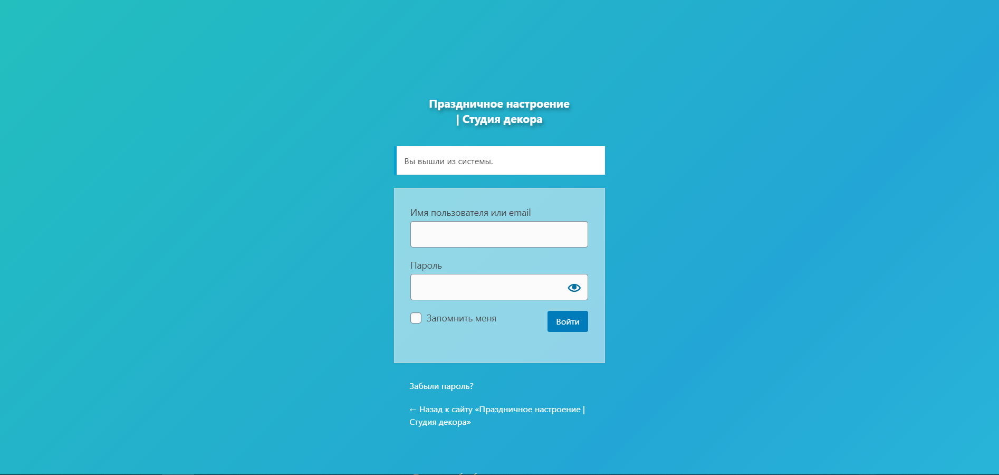 Праздничное настроение
| Студия декора
Вы вышли из системы.
Имя пользователя или email
Пароль
Запомнить меня
Войти
Забыли пароль?
← Назад к сайту «Праздничное настроение |
Студия декора»